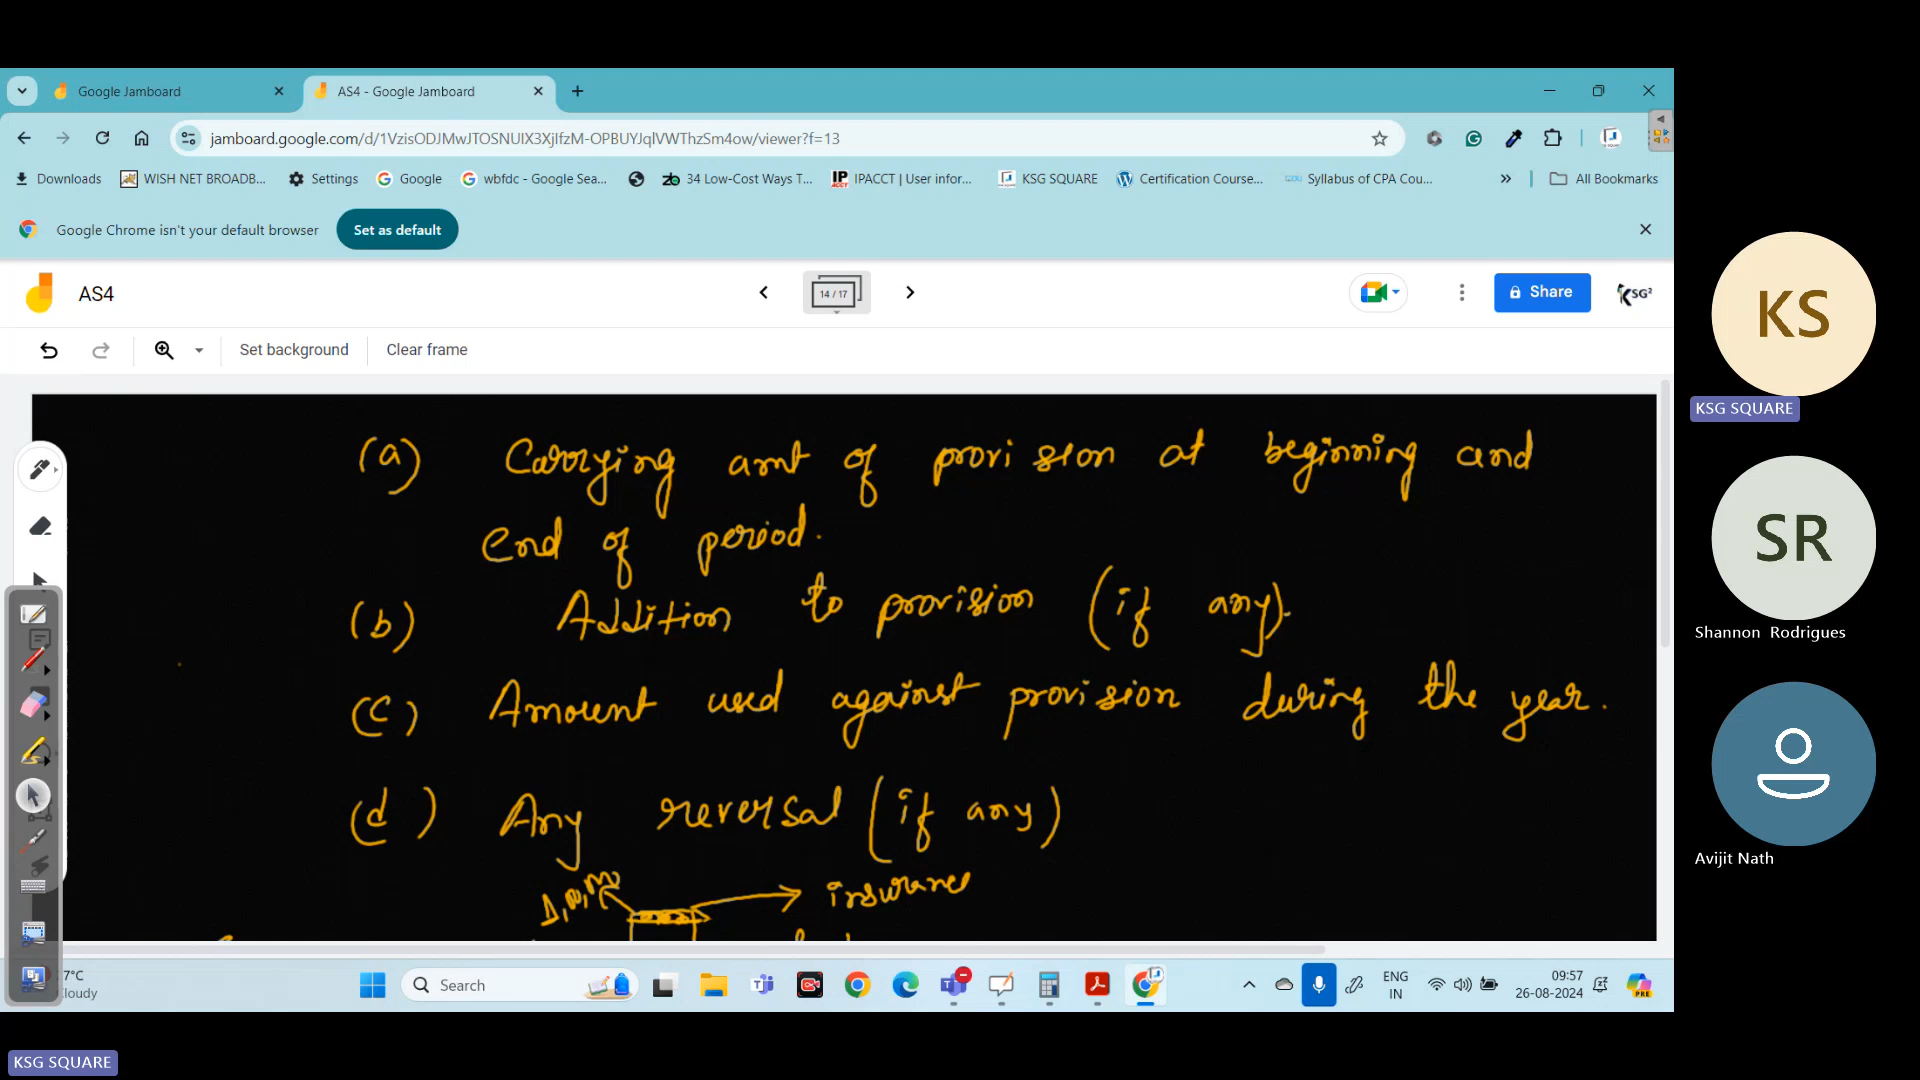 Google Jamboard
AS4 - Google Jamboard
jamboard.google.com/d/1VzisODJMwJTOSNUIX3XjIfzM-OPBUYJqlVWThzSm4ow/viewer?f=13
Downloads
WISH NET BROADB...
Settings
Google
wbfdc - Google Sea...
34 Low-Cost Ways T...
IPACCT | User infor...
KSG SQUARE
Certification Course...
Syllabus of CPA Cou...
All Bookmarks
Google Chrome isn't your default browser
Set as default
AS4
14 / 17
Share
KSG²
Set background
Clear frame
(a) Carrying amt of provision at beginning and
end of period.
(b) Addition to provision (if any).
(c) Amount used against provision during the year.
(d) Any reversal (if any)
insurance
KS
KSG SQUARE
SR
Shannon Rodrigues
Avijit Nath
7°C
Cloudy
Search
ENG
IN
09:57
26-08-2024
KSG SQUARE